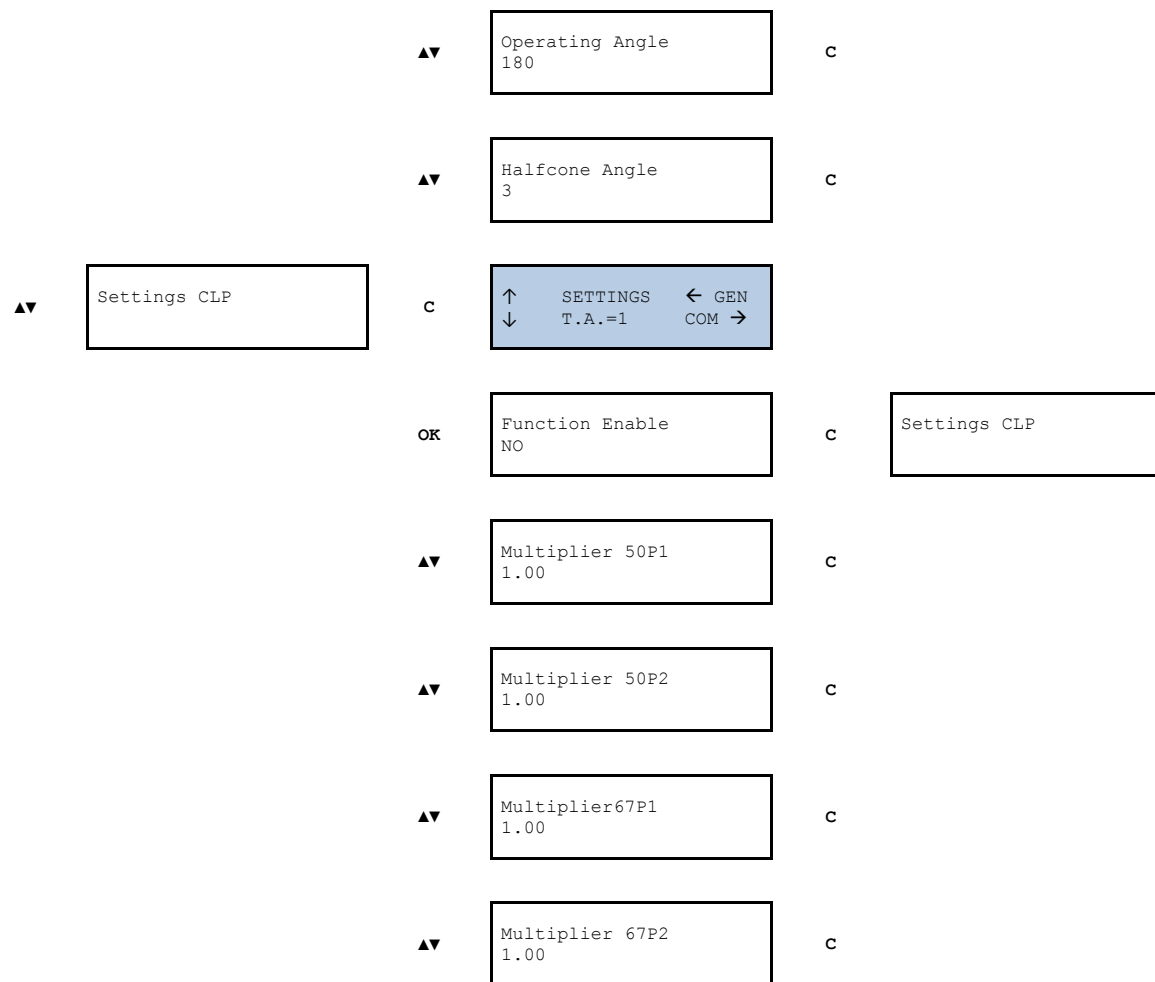 ▲▼ Operating Angle C
180
▲▼ Halfcone Angle C
3
▲▼ Settings CLP C ↑ SETTINGS ← GEN
↓ T.A.=1 COM →
OK Function Enable C Settings CLP
NO
▲▼ Multiplier 50P1 C
1.00
▲▼ Multiplier 50P2 C
1.00
▲▼ Multiplier67P1 C
1.00
▲▼ Multiplier 67P2 C
1.00